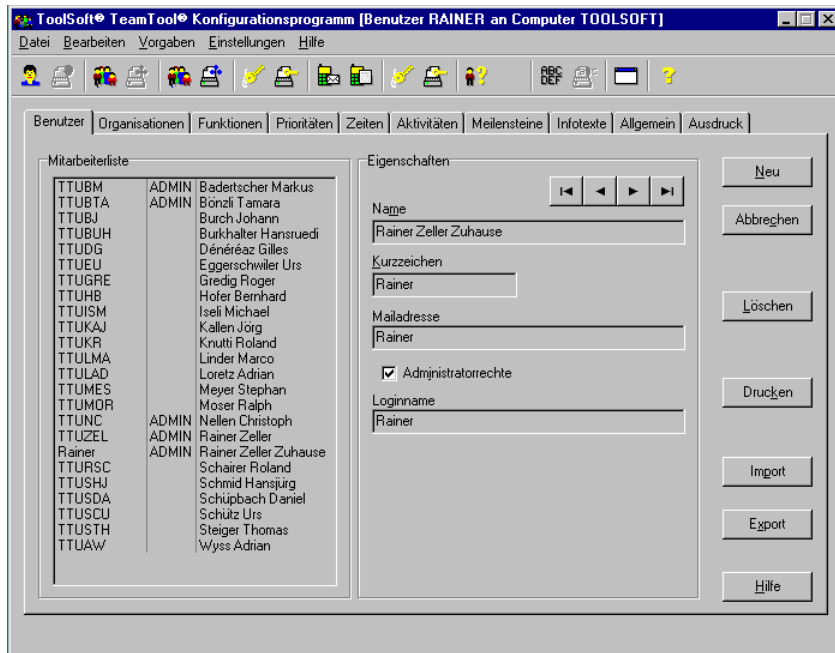 ToolSoft® TeamTool® Konfigurationsprogramm [Benutzer RAINER an Computer TOOLSOFT]
Datei Bearbeiten Vorgaben Einstellungen Hilfe
ABC
DEF
Benutzer Organisationen Funktionen Prioritäten Zeiten Aktivitäten Meilensteine Infotexte Allgemein Ausdruck
Mitarbeiterliste
TTUBM ADMIN Badertscher Markus
TTUBTA ADMIN Bönzli Tamara
TTUBJ Burch Johann
TTUBUH Burkhalter Hansruedi
TTUDG Dénéréaz Gilles
TTUEU Eggerschwiler Urs
TTUGRE Gredig Roger
TTUHB Hofer Bernhard
TTUISM Iseli Michael
TTUKAJ Kallen Jörg
TTUKR Knutti Roland
TTULMA Linder Marco
TTULAD Loretz Adrian
TTUMES Meyer Stephan
TTUMOR Moser Ralph
TTUNC ADMIN Nellen Christoph
TTUZEL ADMIN Rainer Zeller
Rainer ADMIN Rainer Zeller Zuhause
TTURSC Schairer Roland
TTUSHJ Schmid Hansjürg
TTUSDA Schüpbach Daniel
TTUSCU Schütz Urs
TTUSTH Steiger Thomas
TTUAW Wyss Adrian
Eigenschaften
Name
Rainer Zeller Zuhause
Kurzzeichen
Rainer
Mailadresse
Rainer
Administratorrechte
Loginname
Rainer
Neu
Abbrechen
Löschen
Drucken
Import
Export
Hilfe